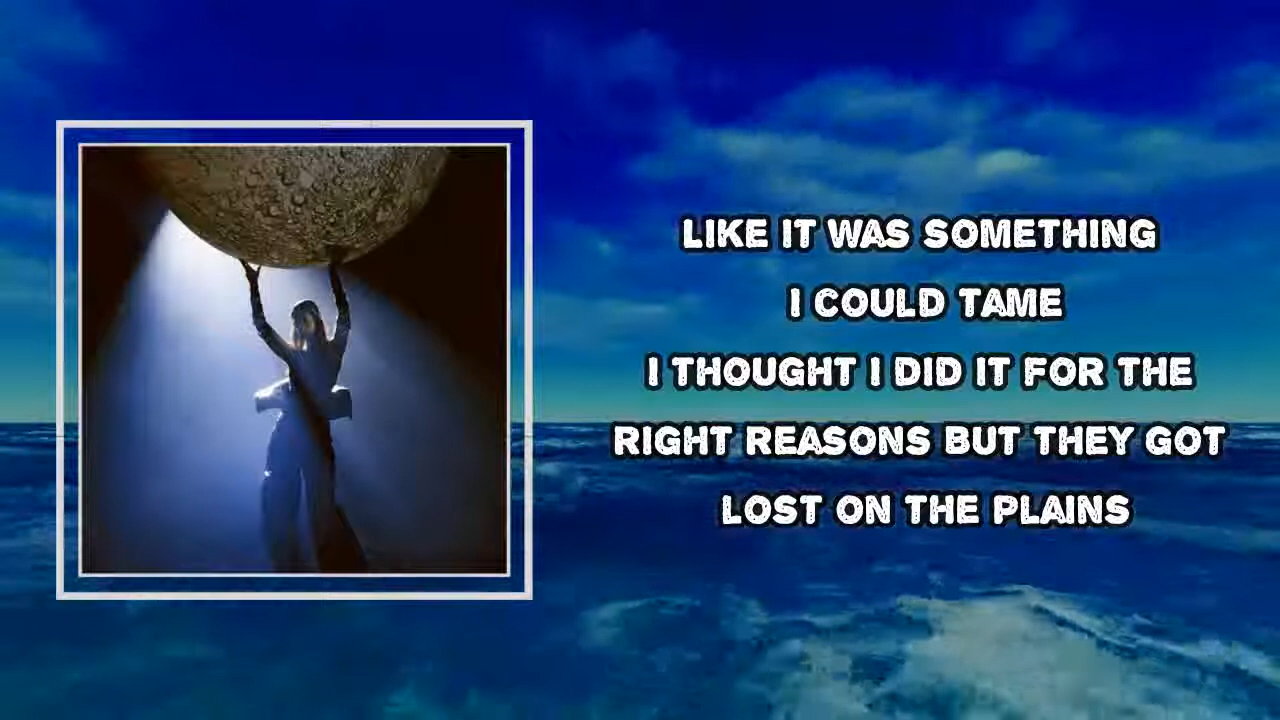 LIKE IT WAS SOMETHING
I COULD TAME
I THOUGHT I DID IT FOR THE
RIGHT REASONS BUT THEY GOT
LOST ON THE PLAINS